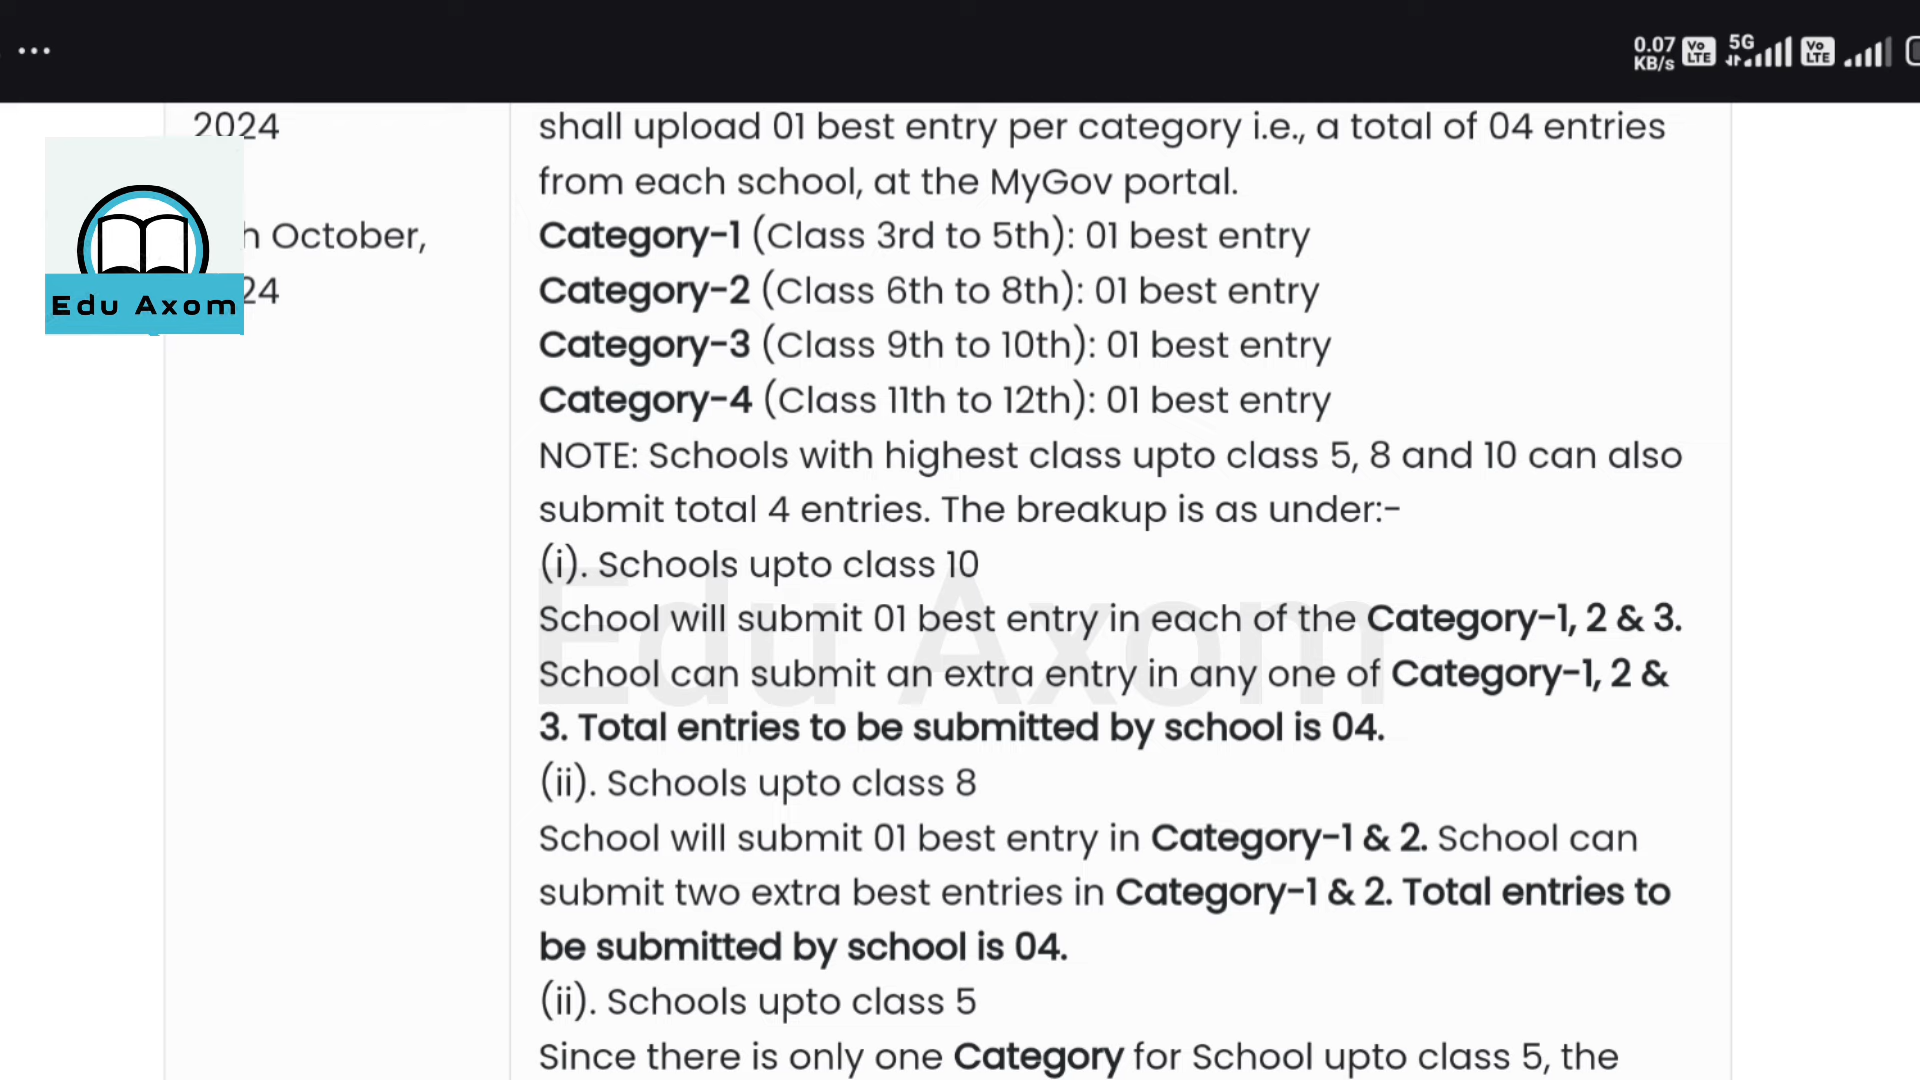 ...
0.07
KB/s
Vo
LTE
5G
Vo
LTE
2024
h October,
24
Edu Axom
shall upload 01 best entry per category i.e., a total of 04 entries
from each school, at the MyGov portal.
Category-1 (Class 3rd to 5th): 01 best entry
Category-2 (Class 6th to 8th): 01 best entry
Category-3 (Class 9th to 10th): 01 best entry
Category-4 (Class 11th to 12th): 01 best entry
NOTE: Schools with highest class upto class 5, 8 and 10 can also
submit total 4 entries. The breakup is as under:-
(i). Schools upto class 10
School will submit 01 best entry in each of the Category-1, 2 & 3.
School can submit an extra entry in any one of Category-1, 2 &
3. Total entries to be submitted by school is 04.
(ii). Schools upto class 8
School will submit 01 best entry in Category-1 & 2. School can
submit two extra best entries in Category-1 & 2. Total entries to
be submitted by school is 04.
(ii). Schools upto class 5
Since there is only one Category for School upto class 5, the
Edu Axom